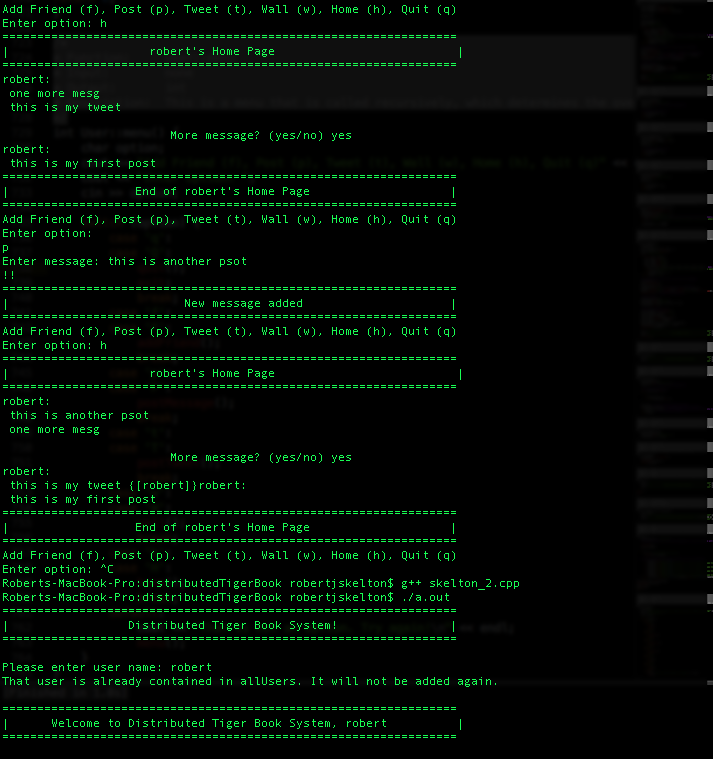 Add Friend (f), Post (p), Tweet (t), Wall (w), Home (h), Quit (q)
Enter option: h
=================================================================
|                    robert's Home Page                          |
=================================================================
robert:
 one more mesg
 this is my tweet
                        More message? (yes/no) yes
robert:
 this is my first post
=================================================================
|                  End of robert's Home Page                    |
=================================================================
Add Friend (f), Post (p), Tweet (t), Wall (w), Home (h), Quit (q)
Enter option:
p
Enter message: this is another psot
!!
=================================================================
|                         New message added                     |
=================================================================
Add Friend (f), Post (p), Tweet (t), Wall (w), Home (h), Quit (q)
Enter option: h
=================================================================
|                    robert's Home Page                          |
=================================================================
robert:
 this is another psot
 one more mesg
                        More message? (yes/no) yes
robert:
 this is my tweet {[robert]}robert:
 this is my first post
=================================================================
|                  End of robert's Home Page                    |
=================================================================
Add Friend (f), Post (p), Tweet (t), Wall (w), Home (h), Quit (q)
Enter option: ^C
Roberts-MacBook-Pro:distributedTigerBook robertjskelton$ g++ skelton_2.cpp
Roberts-MacBook-Pro:distributedTigerBook robertjskelton$ ./a.out
=================================================================
|                 Distributed Tiger Book System!                |
=================================================================
Please enter user name: robert
That user is already contained in allUsers. It will not be added again.
=================================================================
|      Welcome to Distributed Tiger Book System, robert          |
=================================================================